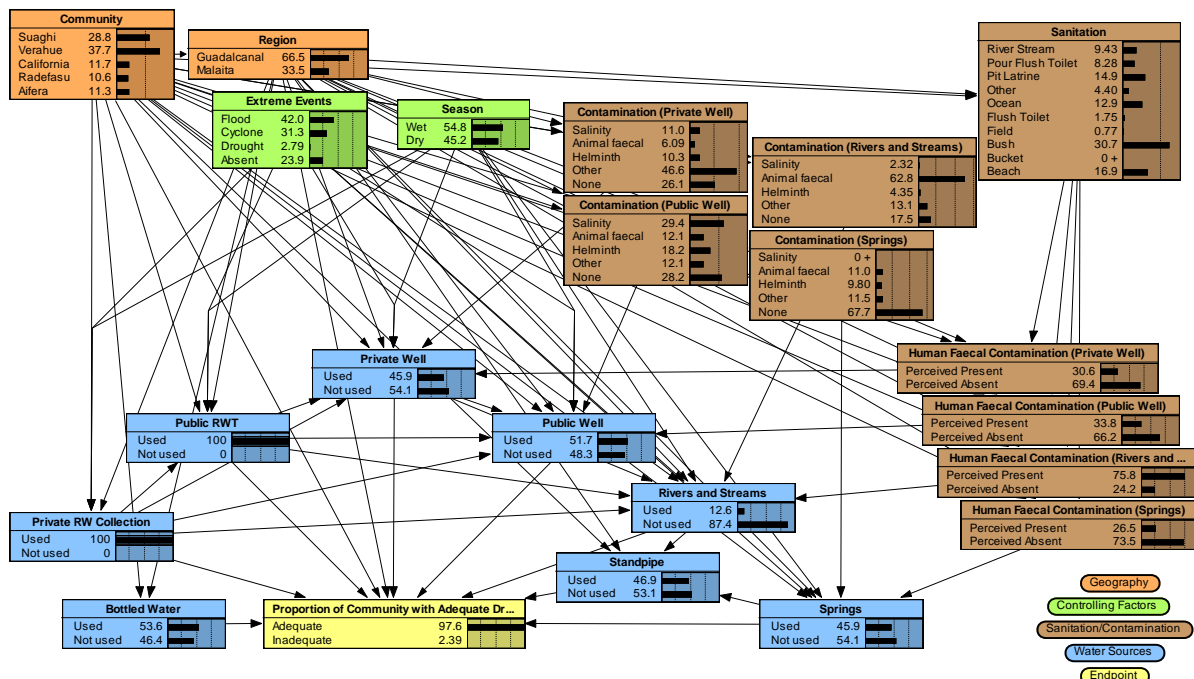 Community
Suaghi 28.8
Verahue 37.7
California 11.7
Radefasu 10.6
Aifera 11.3
Region
Guadalcanal 66.5
Malaita 33.5
Extreme Events
Flood 42.0
Cyclone 31.3
Drought 2.79
Absent 23.9
Season
Wet 54.8
Dry 45.2
Contamination (Private Well)
Salinity 11.0
Animal faecal 6.09
Helminth 10.3
Other 46.6
None 26.1
Contamination (Rivers and Streams)
Salinity 2.32
Animal faecal 62.8
Helminth 4.35
Other 13.1
None 17.5
Sanitation
River Stream 9.43
Pour Flush Toilet 8.28
Pit Latrine 14.9
Other 4.40
Ocean 12.9
Flush Toilet 1.75
Field 0.77
Bush 30.7
Bucket 0 +
Beach 16.9
Contamination (Public Well)
Salinity 29.4
Animal faecal 12.1
Helminth 18.2
Other 12.1
None 28.2
Contamination (Springs)
Salinity 0 +
Animal faecal 11.0
Helminth 9.80
Other 11.5
None 67.7
Private Well
Used 45.9
Not used 54.1
Human Faecal Contamination (Private Well)
Perceived Present 30.6
Perceived Absent 69.4
Public RWT
Used 100
Not used 0
Public Well
Used 51.7
Not used 48.3
Human Faecal Contamination (Public Well)
Perceived Present 33.8
Perceived Absent 66.2
Human Faecal Contamination (Rivers and ...
Perceived Present 75.8
Perceived Absent 24.2
Rivers and Streams
Used 12.6
Not used 87.4
Human Faecal Contamination (Springs)
Perceived Present 26.5
Perceived Absent 73.5
Private RW Collection
Used 100
Not used 0
Standpipe
Used 46.9
Not used 53.1
Bottled Water
Used 53.6
Not used 46.4
Proportion of Community with Adequate Dr...
Adequate 97.6
Inadequate 2.39
Springs
Used 45.9
Not used 54.1
Geography
Controlling Factors
Sanitation/Contamination
Water Sources
Endpoint